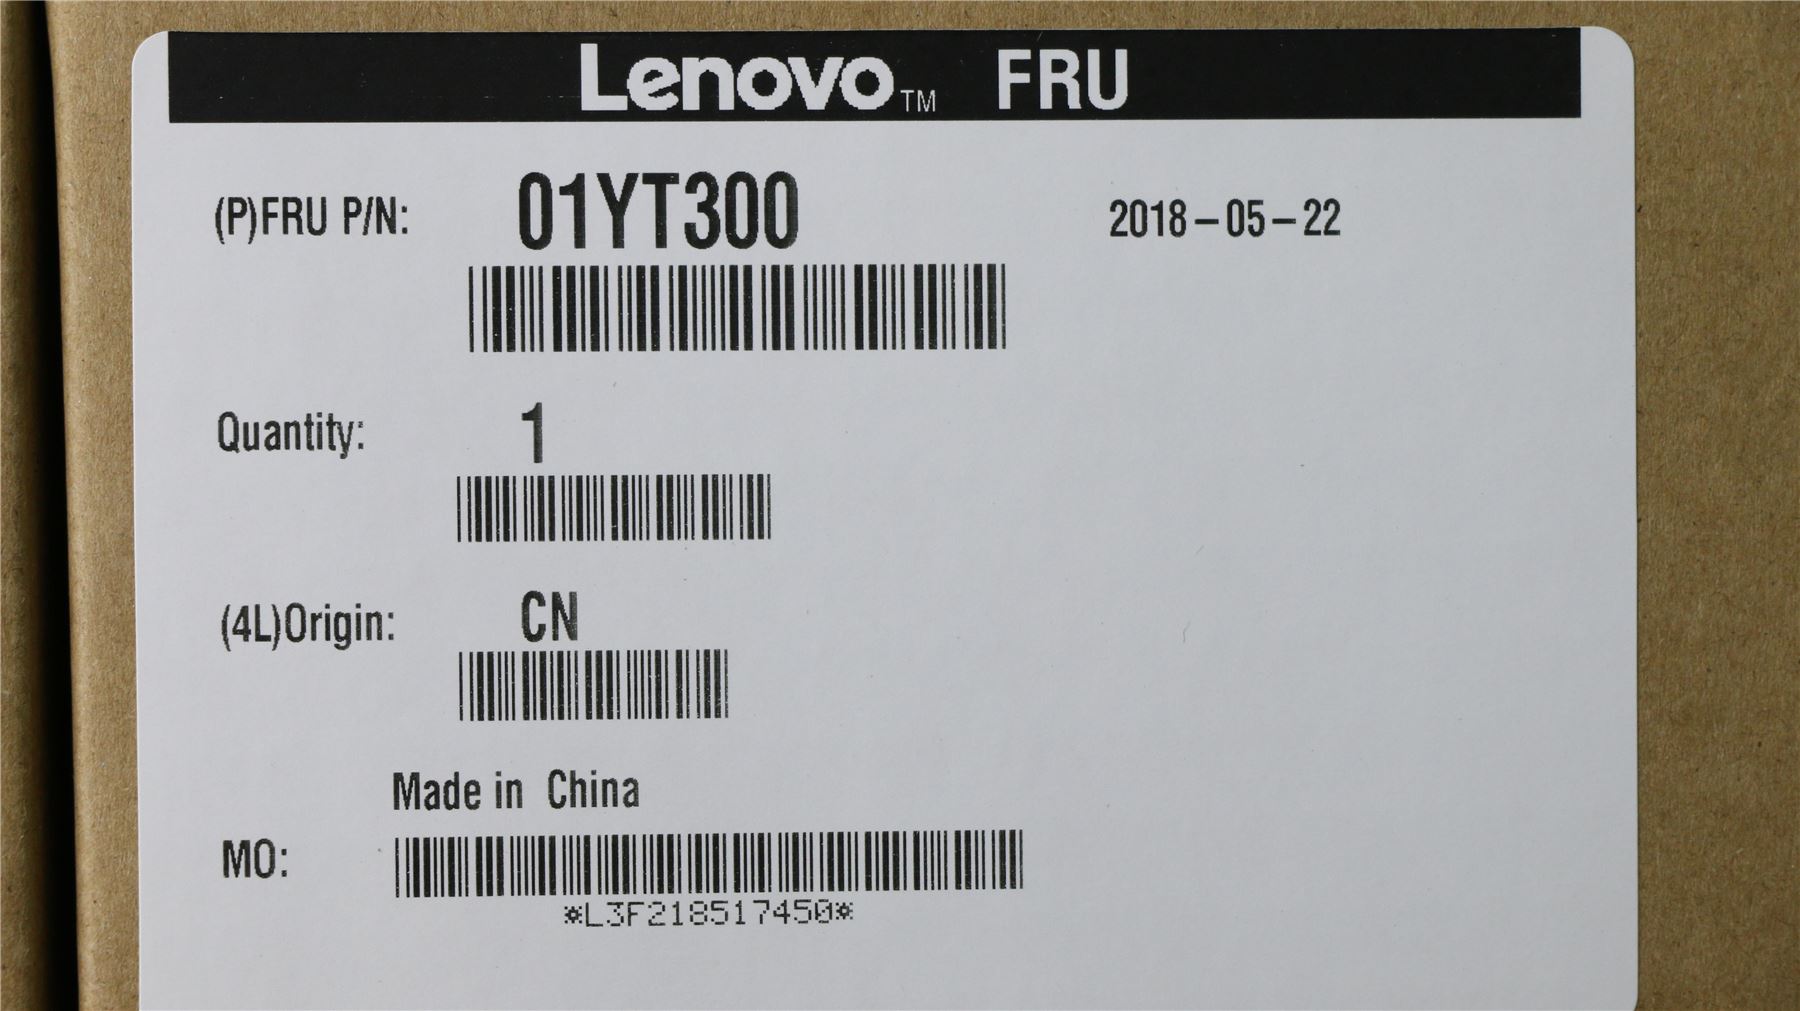 Lenovo™ FRU
(P)FRU P/N: 01YT300 2018-05-22
Quantity: 1
(4L)Origin: CN
Made in China
MO:
*L3F218517450*